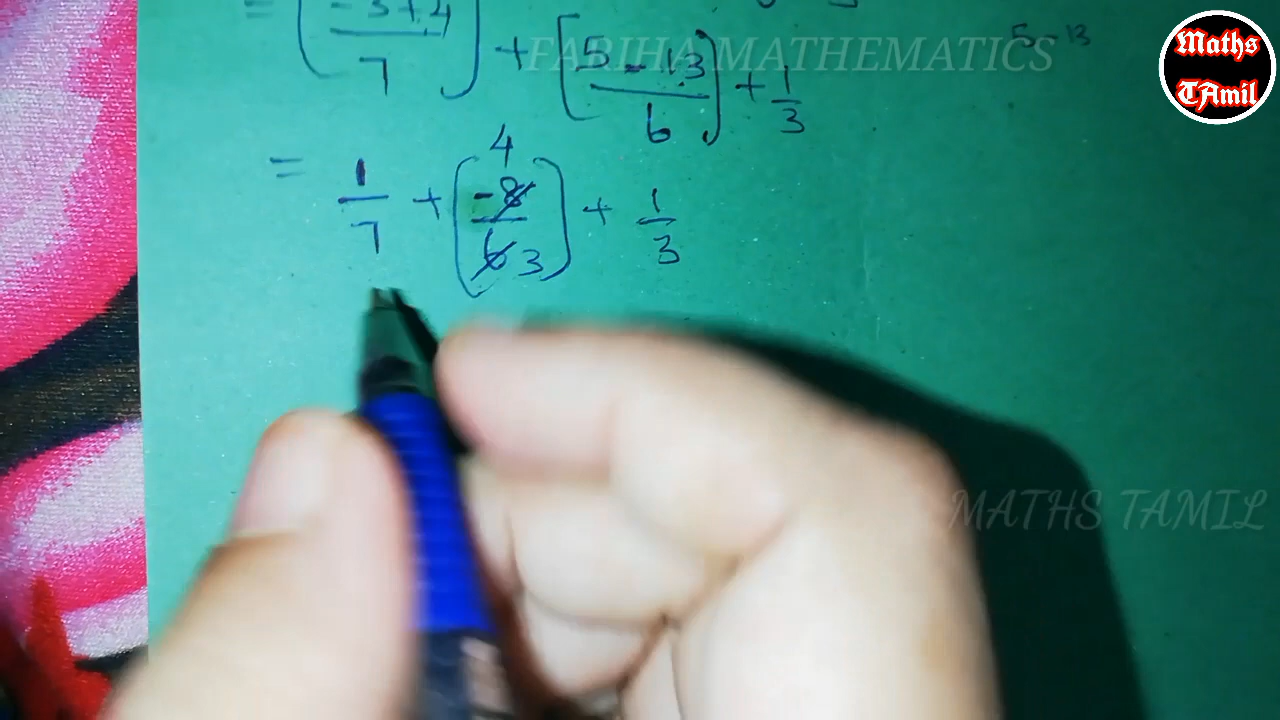 = (-3+4/7) + [5-13/6] + 1/3
5-13
= 1/7 + (-8/6 4 3) + 1/3
FARIHA MATHEMATICS
MATHS TAMIL
Maths
TAmil